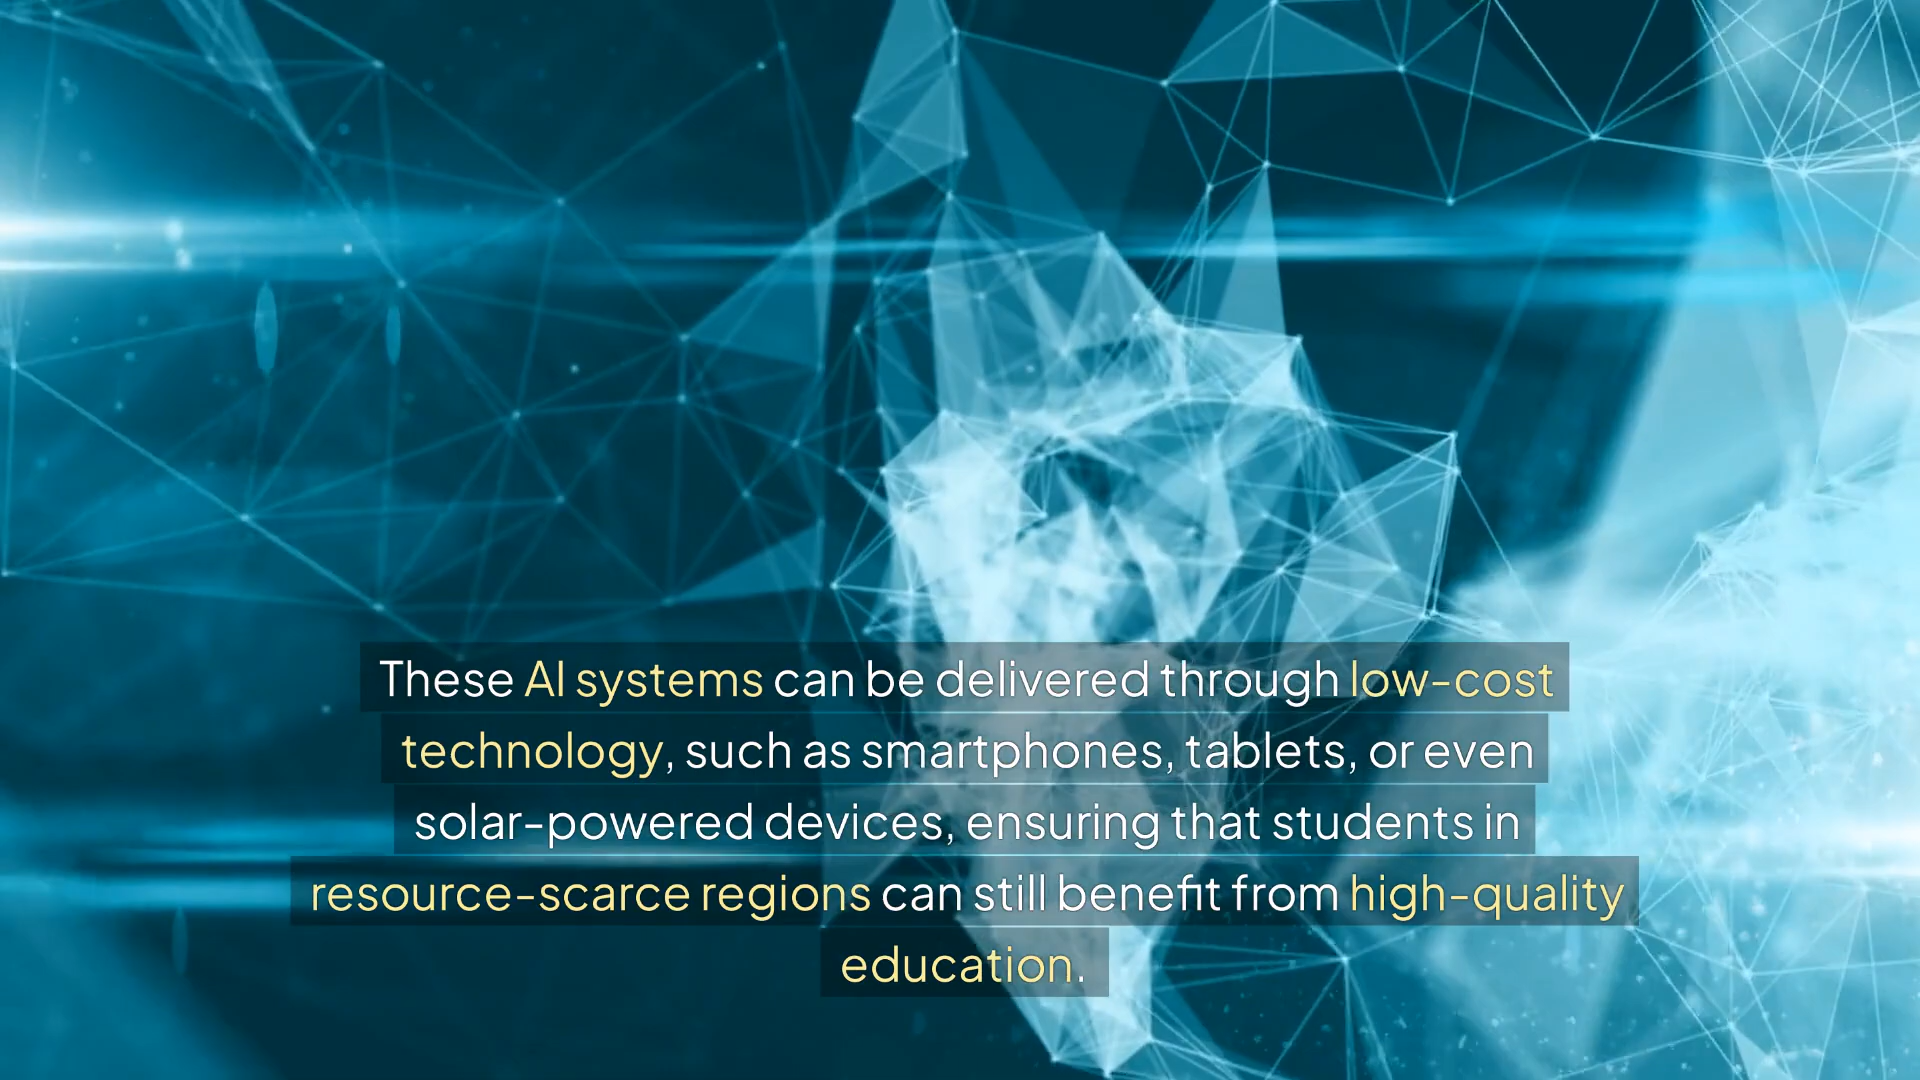 These AI systems can be delivered through low-cost
technology, such as smartphones, tablets, or even
solar-powered devices, ensuring that students in
resource-scarce regions can still benefit from high-quality
education.